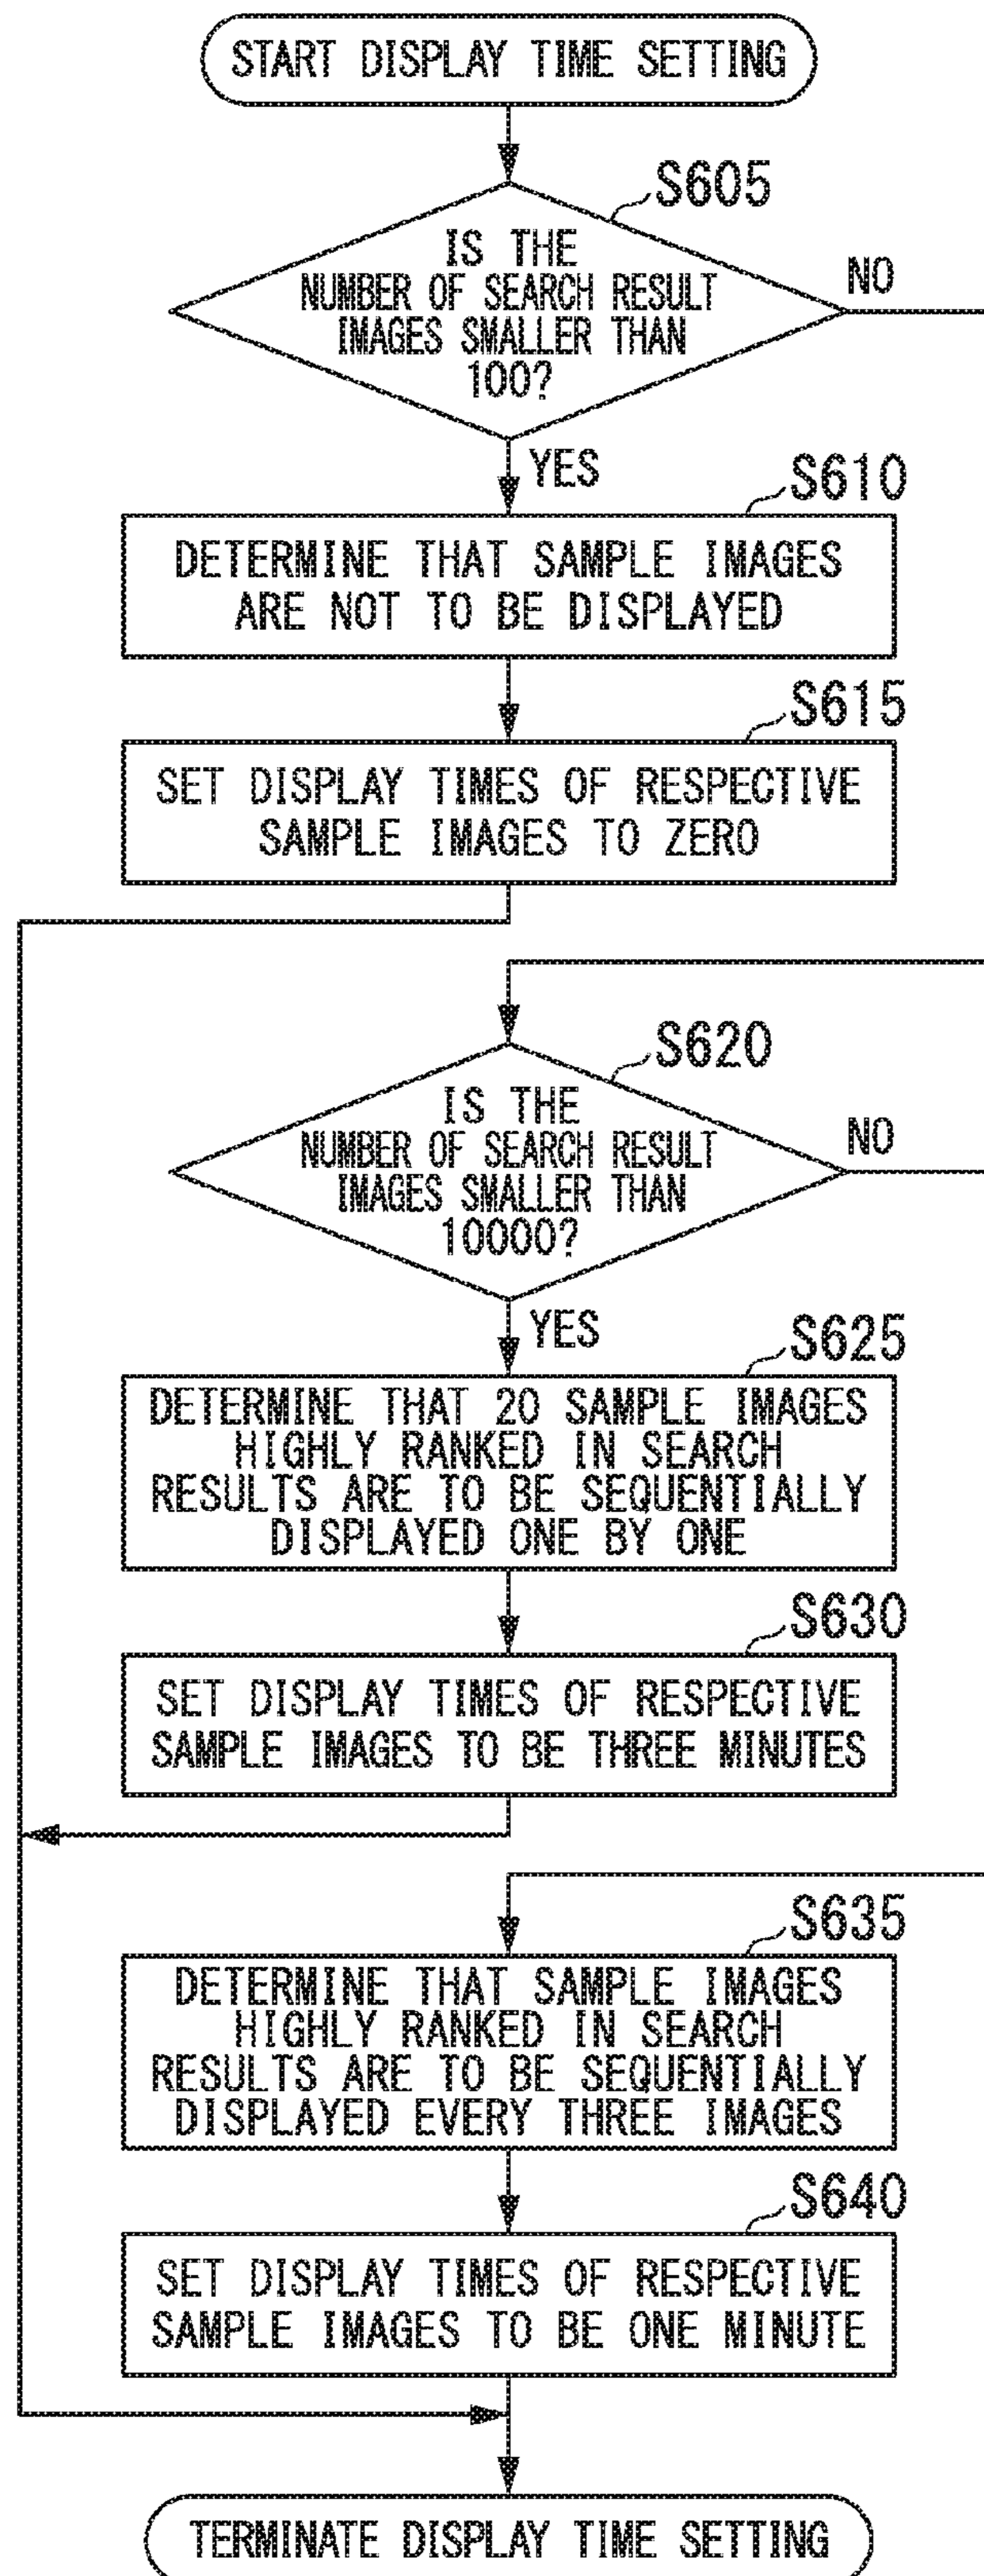 START DISPLAY TIME SETTING
S605
IS THE
NUMBER OF SEARCH RESULT
IMAGES SMALLER THAN
100?
NO
YES
S610
DETERMINE THAT SAMPLE IMAGES
ARE NOT TO BE DISPLAYED
S615
SET DISPLAY TIMES OF RESPECTIVE
SAMPLE IMAGES TO ZERO
S620
IS THE
NUMBER OF SEARCH RESULT
IMAGES SMALLER THAN
10000?
NO
YES
S625
DETERMINE THAT 20 SAMPLE IMAGES
HIGHLY RANKED IN SEARCH
RESULTS ARE TO BE SEQUENTIALLY
DISPLAYED ONE BY ONE
S630
SET DISPLAY TIMES OF RESPECTIVE
SAMPLE IMAGES TO BE THREE MINUTES
S635
DETERMINE THAT SAMPLE IMAGES
HIGHLY RANKED IN SEARCH
RESULTS ARE TO BE SEQUENTIALLY
DISPLAYED EVERY THREE IMAGES
S640
SET DISPLAY TIMES OF RESPECTIVE
SAMPLE IMAGES TO BE ONE MINUTE
TERMINATE DISPLAY TIME SETTING